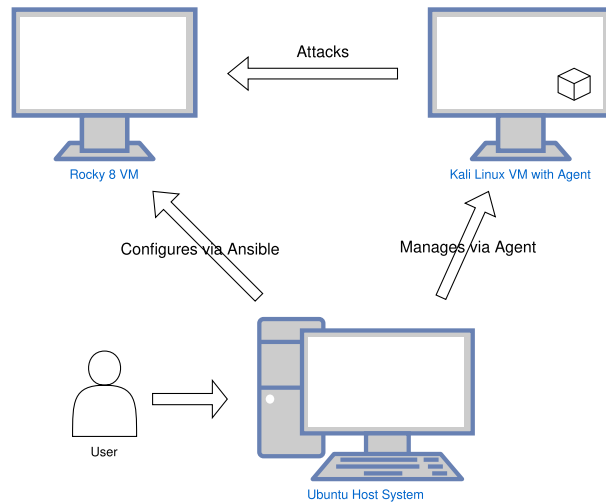 Attacks
Rocky 8 VM
Kali Linux VM with Agent
Configures via Ansible
Manages via Agent
User
Ubuntu Host System